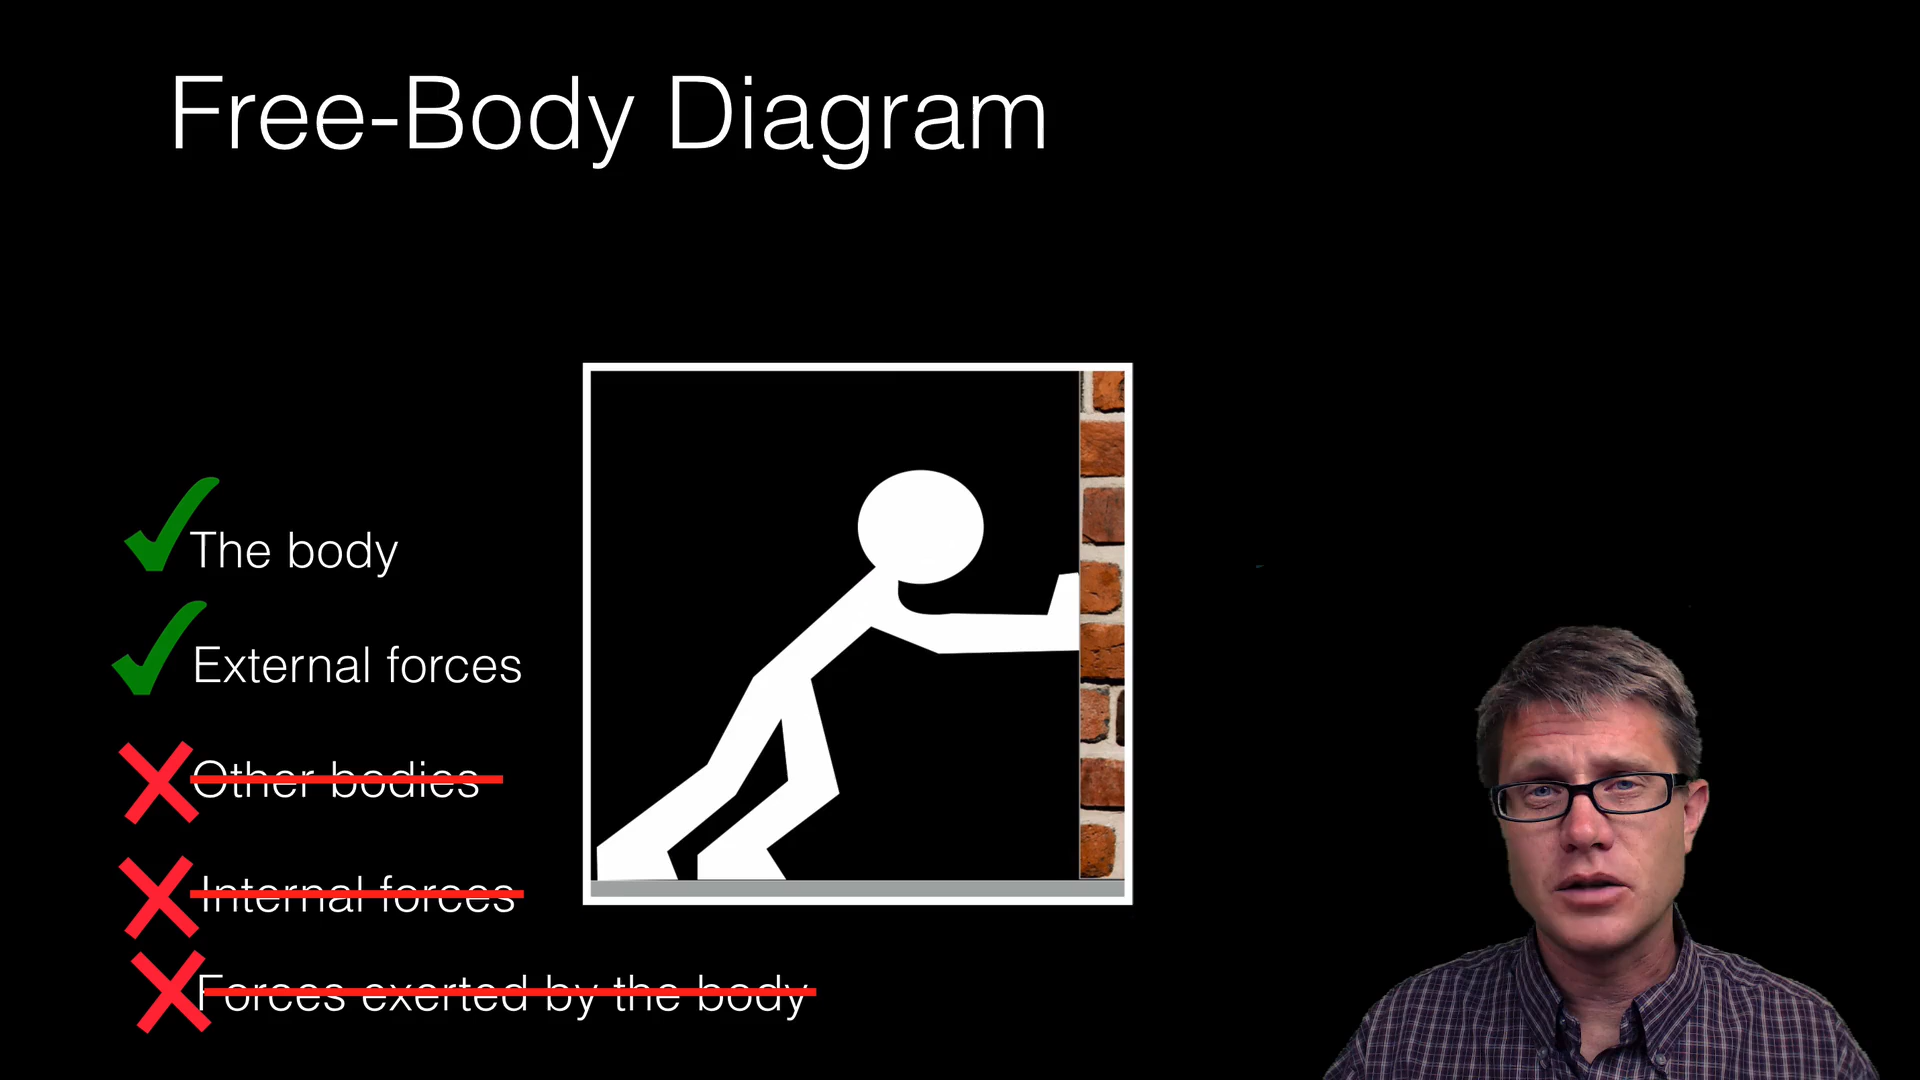 Free-Body Diagram
The body
External forces
Other bodies
Internal forces
Forces exerted by the body